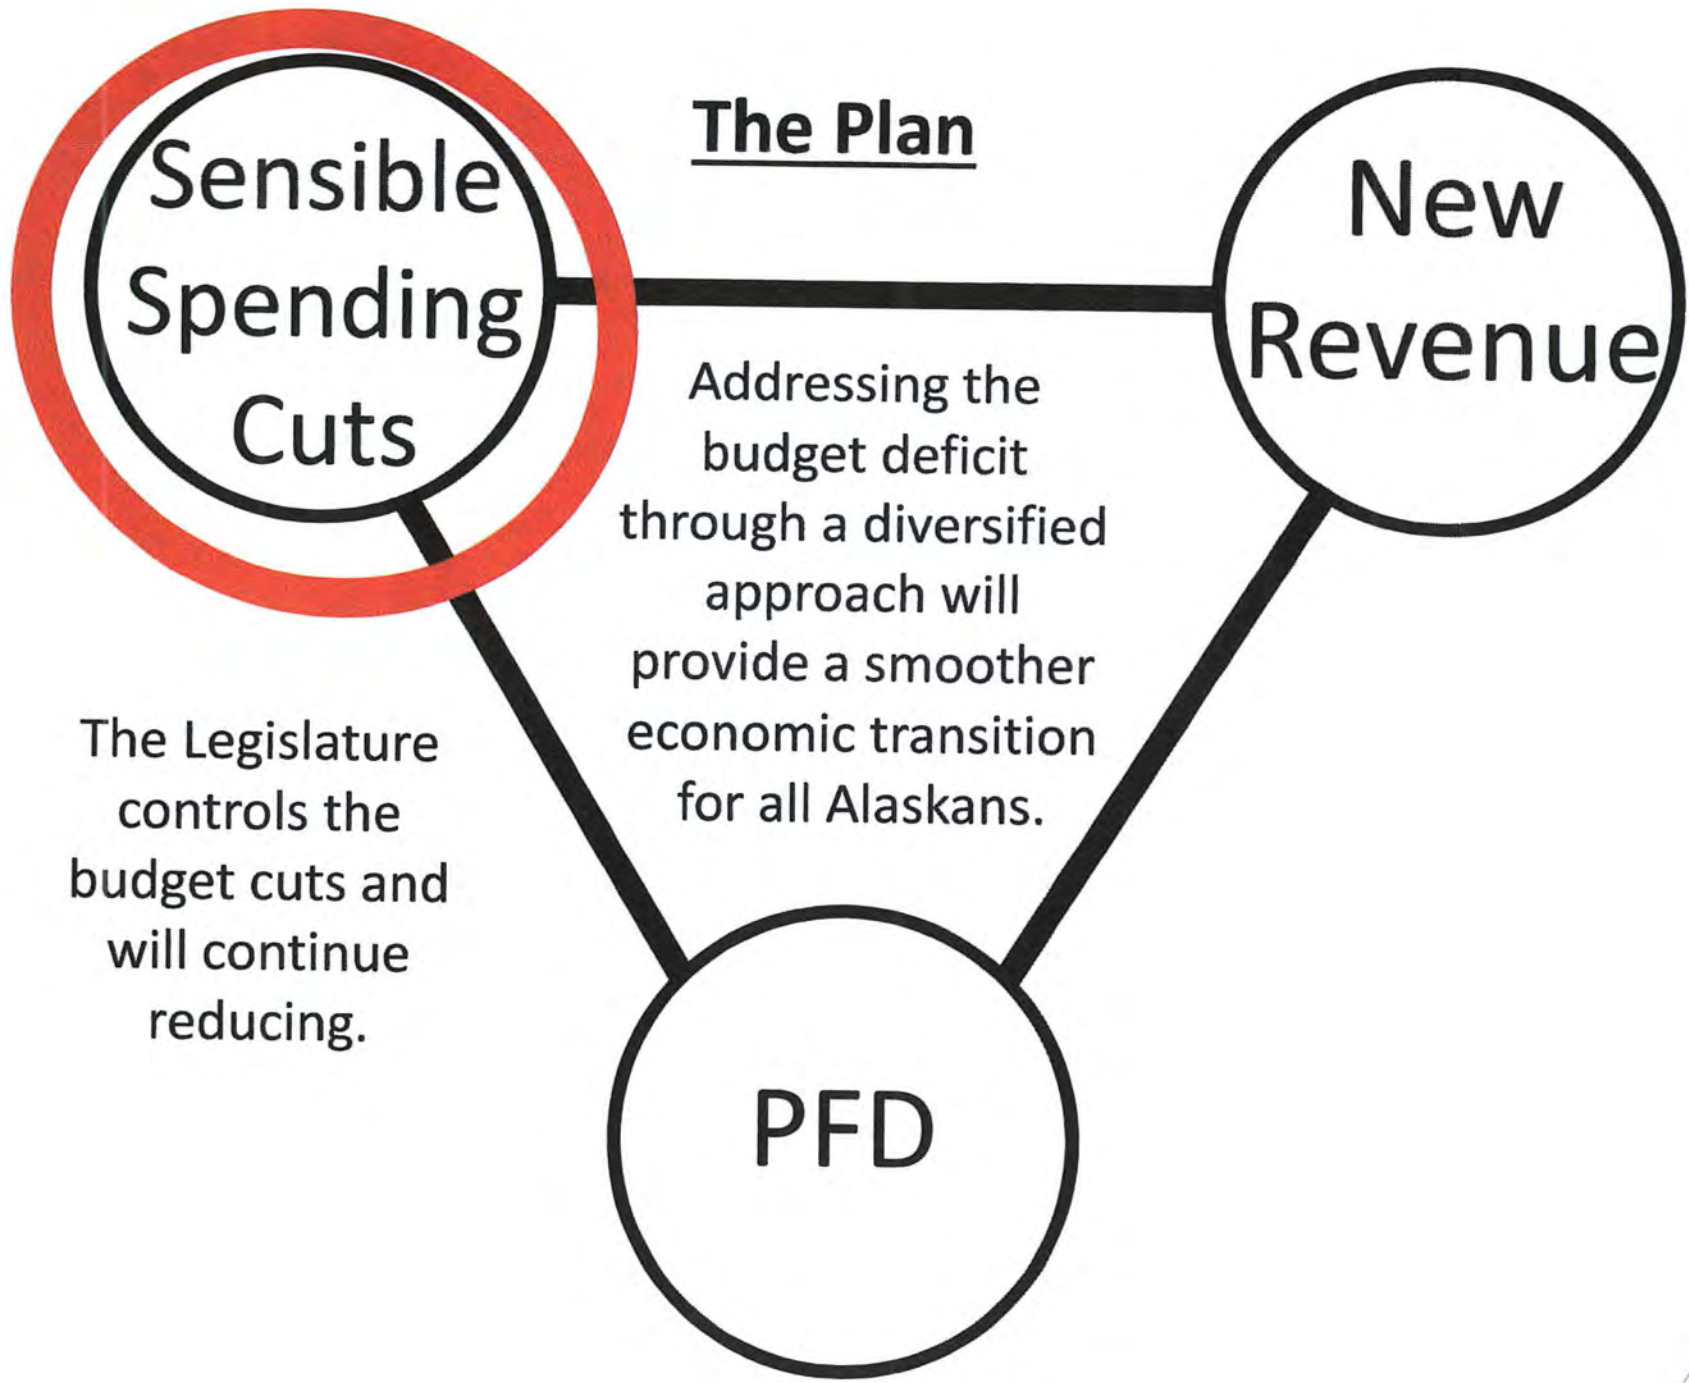 The Plan
Sensible
Spending
Cuts
New
Revenue
Addressing the
budget deficit
through a diversified
approach will
provide a smoother
economic transition
for all Alaskans.
The Legislature
controls the
budget cuts and
will continue
reducing.
PFD